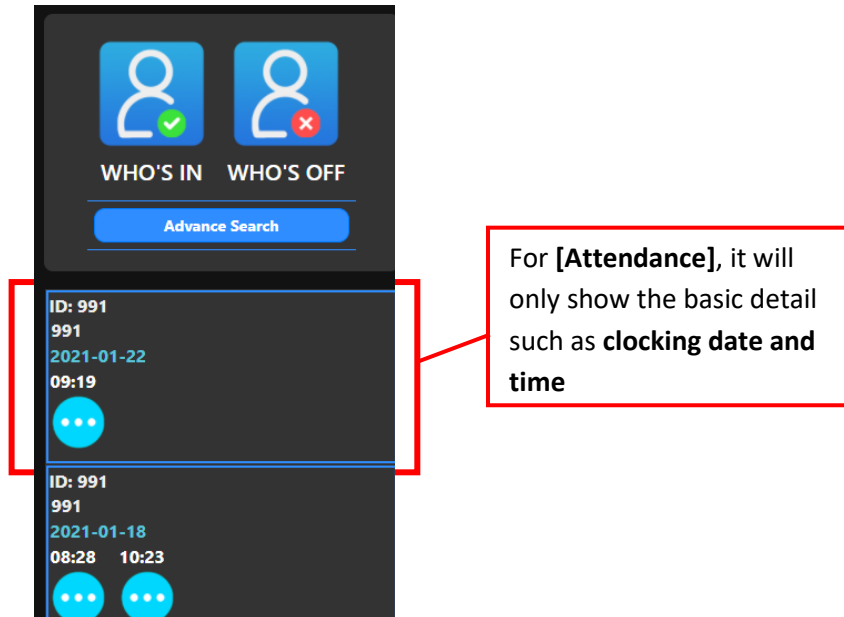 WHO'S IN WHO'S OFF
Advance Search
ID: 991
991
2021-01-22
09:19
ID: 991
991
2021-01-18
08:28 10:23
For [Attendance], it will
only show the basic detail
such as clocking date and
time